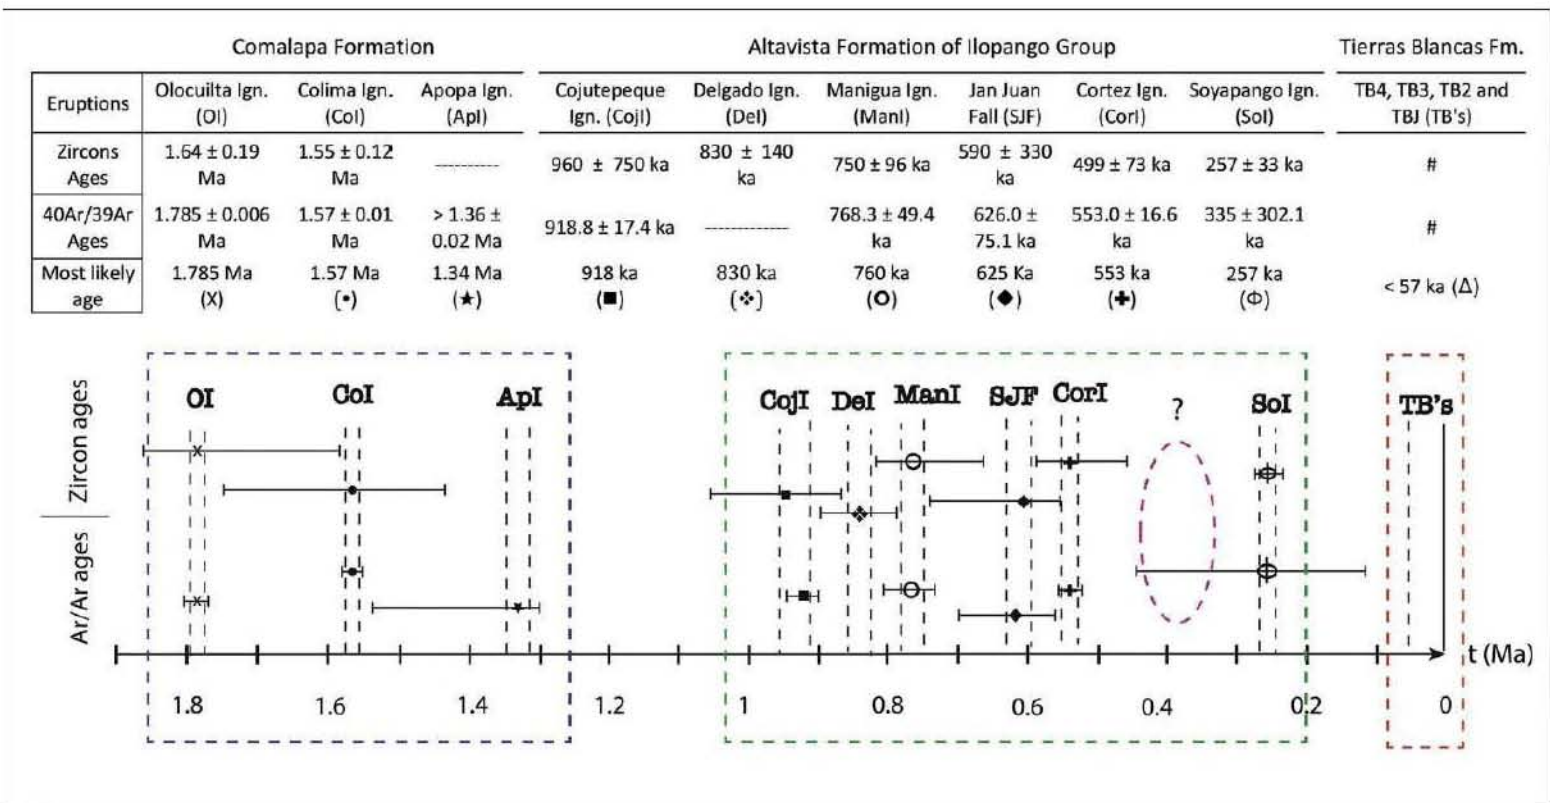 Comalapa Formation Altavista Formation of Ilopango Group Tierras Blancas Fm.
Eruptions
Olocuilta Ign.
(OI)
Colima Ign.
(CoI)
Apopa Ign.
(ApI)
Cojutepeque
Ign. (CojI)
Delgado Ign.
(DeI)
Manigua Ign.
(ManI)
Jan Juan
Fall (SJF)
Cortez Ign.
(CorI)
Soyapango Ign.
(SoI)
TB4, TB3, TB2 and
TBJ (TB's)
Zircons
Ages
1.64 ± 0.19
Ma
1.55 ± 0.12
Ma
----------
960 ± 750 ka
830 ± 140
ka
750 ± 96 ka
590 ± 330
ka
499 ± 73 ka
257 ± 33 ka
#
40Ar/39Ar
Ages
1.785 ± 0.006
Ma
1.57 ± 0.01
Ma
> 1.36 ±
0.02 Ma
918.8 ± 17.4 ka
-------------
768.3 ± 49.4
ka
626.0 ±
75.1 ka
553.0 ± 16.6
ka
335 ± 302.1
ka
#
Most likely
age
1.785 Ma
(X)
1.57 Ma
(•)
1.34 Ma
(★)
918 ka
(■)
830 ka
(❖)
760 ka
(O)
625 Ka
(◆)
553 ka
(✚)
257 ka
(Φ)
< 57 ka (Δ)
OI CoI ApI CojI DeI ManI SJF CorI ? SoI TB's
Zircon ages
Ar/Ar ages
t (Ma)
1.8 1.6 1.4 1.2 1 0.8 0.6 0.4 0.2 0